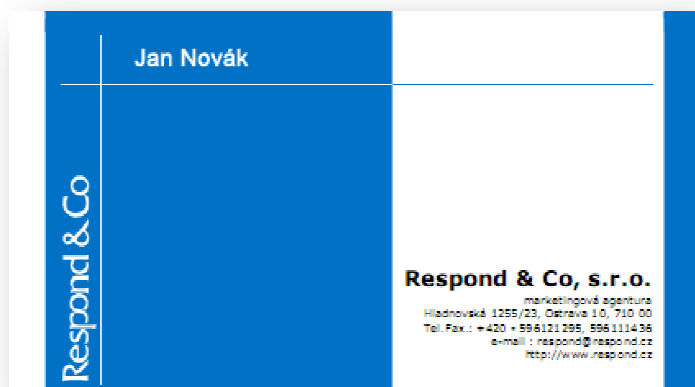 Jan Novák
Respond & Co
Respond & Co, s.r.o.
marketingová agentura
Hladnovská 1255/23, Ostrava 10, 710 00
Tel.Fax.: +420 - 596121295, 596111436
e-mail : respond@respond.cz
http://www.respond.cz